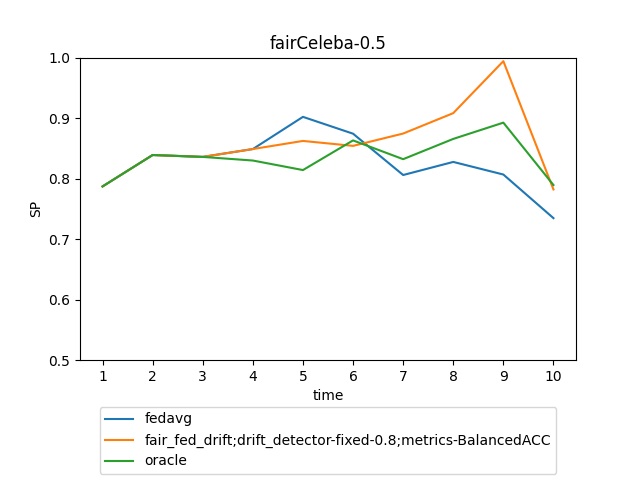 fairCeleba-0.5
1.0
0.9
0.8
0.7
0.6
0.5
SP
1 2 3 4 5 6 7 8 9 10
time
fedavg
fair_fed_drift;drift_detector-fixed-0.8;metrics-BalancedACC
oracle